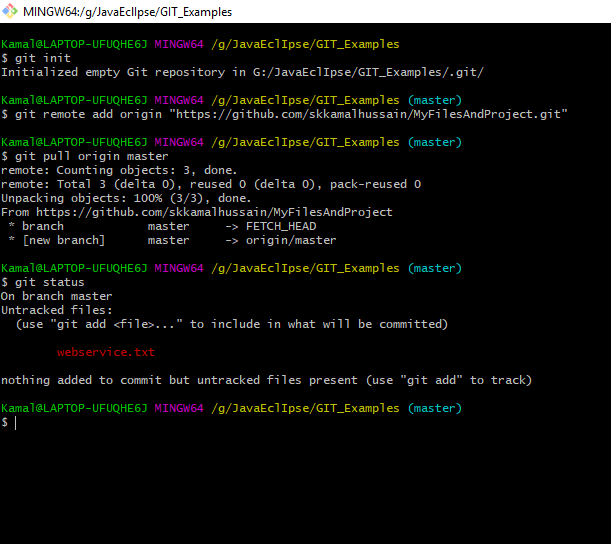 MINGW64:/g/JavaEclIpse/GIT_Examples
Kamal@LAPTOP-UFUQHE6J MINGW64 /g/JavaEclIpse/GIT_Examples
$ git init
Initialized empty Git repository in G:/JavaEclIpse/GIT_Examples/.git/
Kamal@LAPTOP-UFUQHE6J MINGW64 /g/JavaEclIpse/GIT_Examples (master)
$ git remote add origin "https://github.com/skkamalhussain/MyFilesAndProject.git"
Kamal@LAPTOP-UFUQHE6J MINGW64 /g/JavaEclIpse/GIT_Examples (master)
$ git pull origin master
remote: Counting objects: 3, done.
remote: Total 3 (delta 0), reused 0 (delta 0), pack-reused 0
Unpacking objects: 100% (3/3), done.
From https://github.com/skkamalhussain/MyFilesAndProject
 * branch            master     -> FETCH_HEAD
 * [new branch]      master     -> origin/master
Kamal@LAPTOP-UFUQHE6J MINGW64 /g/JavaEclIpse/GIT_Examples (master)
$ git status
On branch master
Untracked files:
  (use "git add <file>..." to include in what will be committed)
        webservice.txt
nothing added to commit but untracked files present (use "git add" to track)
Kamal@LAPTOP-UFUQHE6J MINGW64 /g/JavaEclIpse/GIT_Examples (master)
$